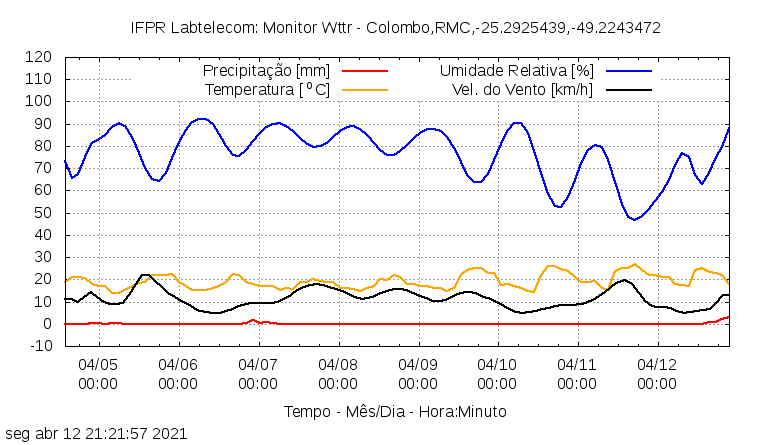 IFPR Labtelecom: Monitor Wttr - Colombo,RMC,-25.2925439,-49.2243472
Precipitação [mm]
Umidade Relativa [%]
Temperatura [ ⁰C]
Vel. do Vento [km/h]
120
110
100
90
80
70
60
50
40
30
20
10
0
-10
04/05 04/06 04/07 04/08 04/09 04/10 04/11 04/12
00:00 00:00 00:00 00:00 00:00 00:00 00:00 00:00
Tempo - Mês/Dia - Hora:Minuto
seg abr 12 21:21:57 2021